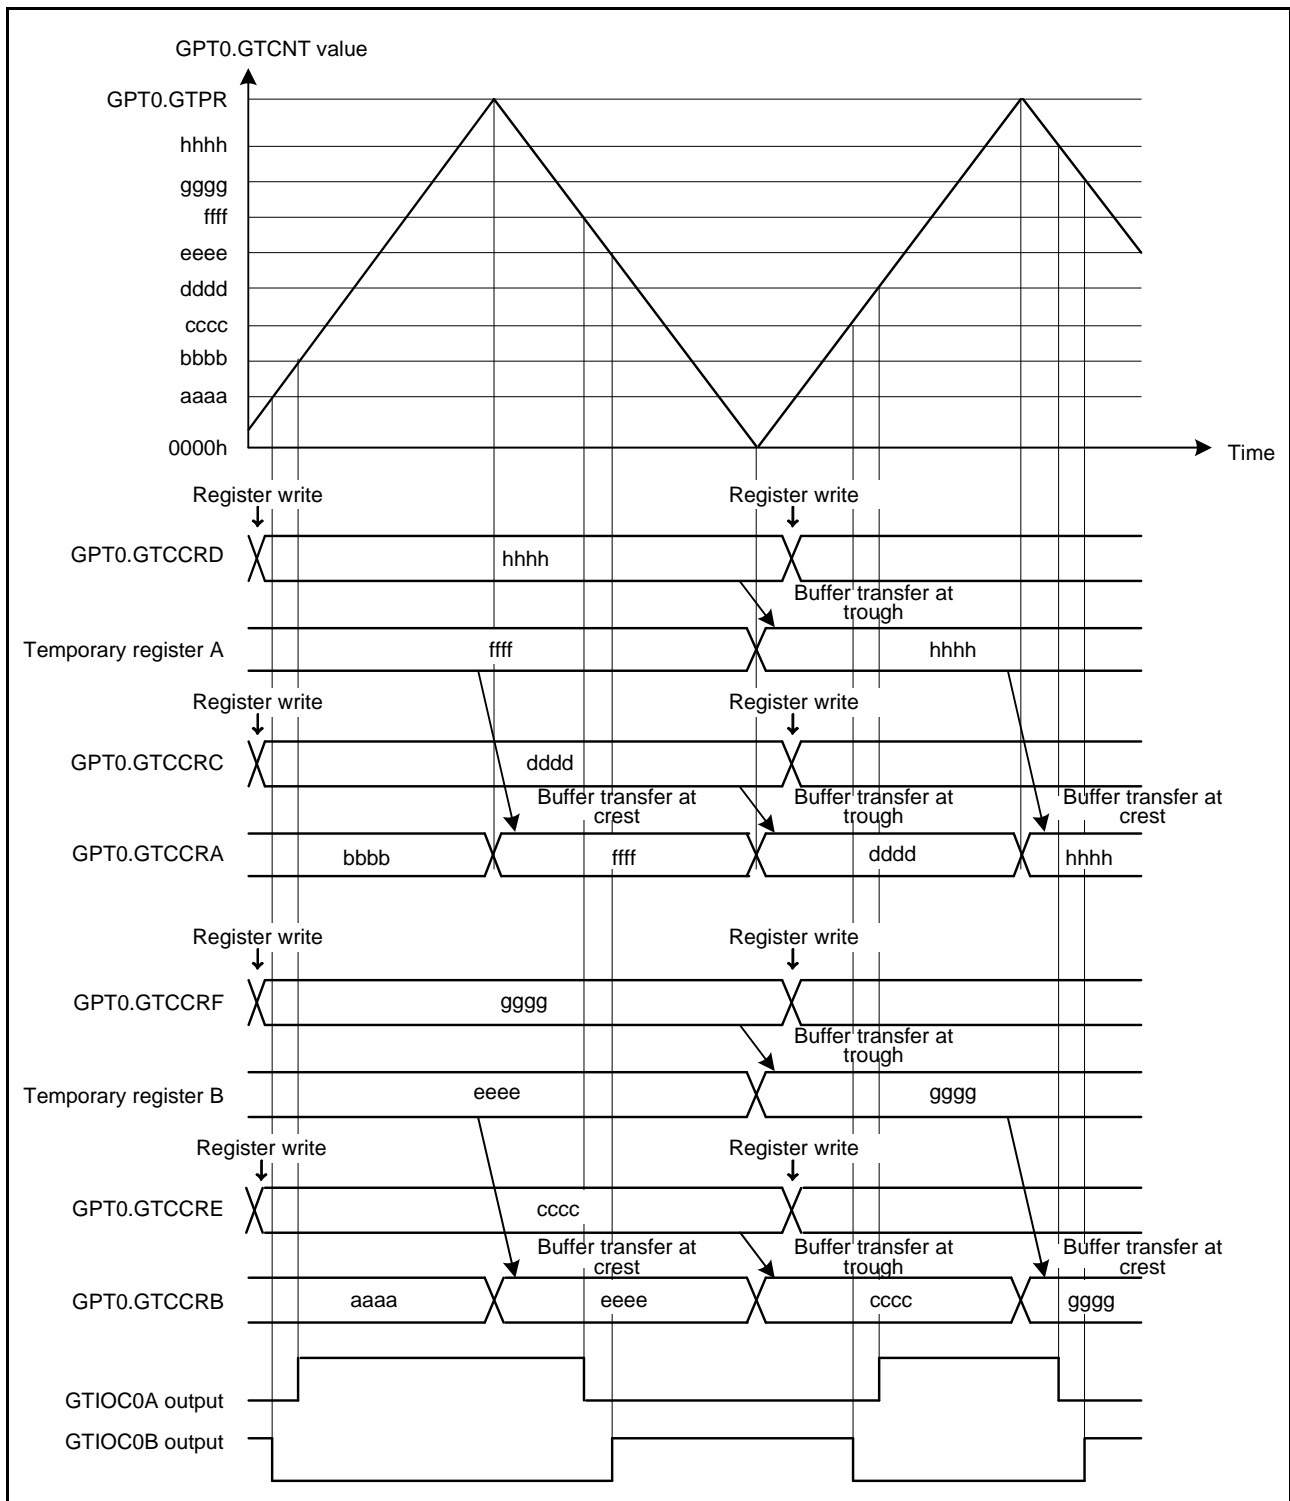 GPT0.GTCNT value
GPT0.GTPR
hhhh
gggg
ffff
eeee
dddd
cccc
bbbb
aaaa
0000h
Time
Register write
Register write
GPT0.GTCCRD
hhhh
Buffer transfer at
trough
Temporary register A
ffff
hhhh
Register write
Register write
GPT0.GTCCRC
dddd
Buffer transfer at
crest
Buffer transfer at
trough
Buffer transfer at
crest
GPT0.GTCCRA
bbbb
ffff
dddd
hhhh
Register write
Register write
GPT0.GTCCRF
gggg
Buffer transfer at
trough
Temporary register B
eeee
gggg
Register write
Register write
GPT0.GTCCRE
cccc
Buffer transfer at
crest
Buffer transfer at
trough
Buffer transfer at
crest
GPT0.GTCCRB
aaaa
eeee
cccc
gggg
GTIOC0A output
GTIOC0B output